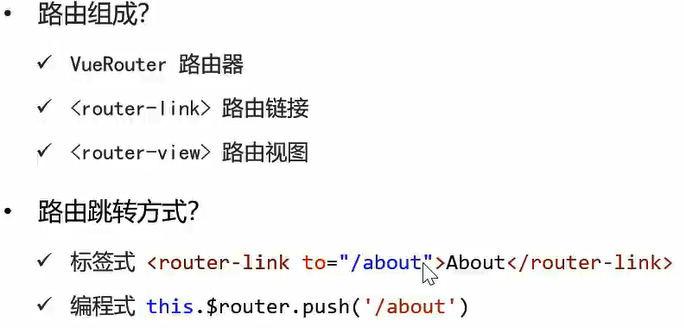 • 路由组成？
✓ VueRouter 路由器
✓ <router-link> 路由链接
✓ <router-view> 路由视图
• 路由跳转方式？
✓ 标签式 <router-link to="/about">About</router-link>
✓ 编程式 this.$router.push('/about')